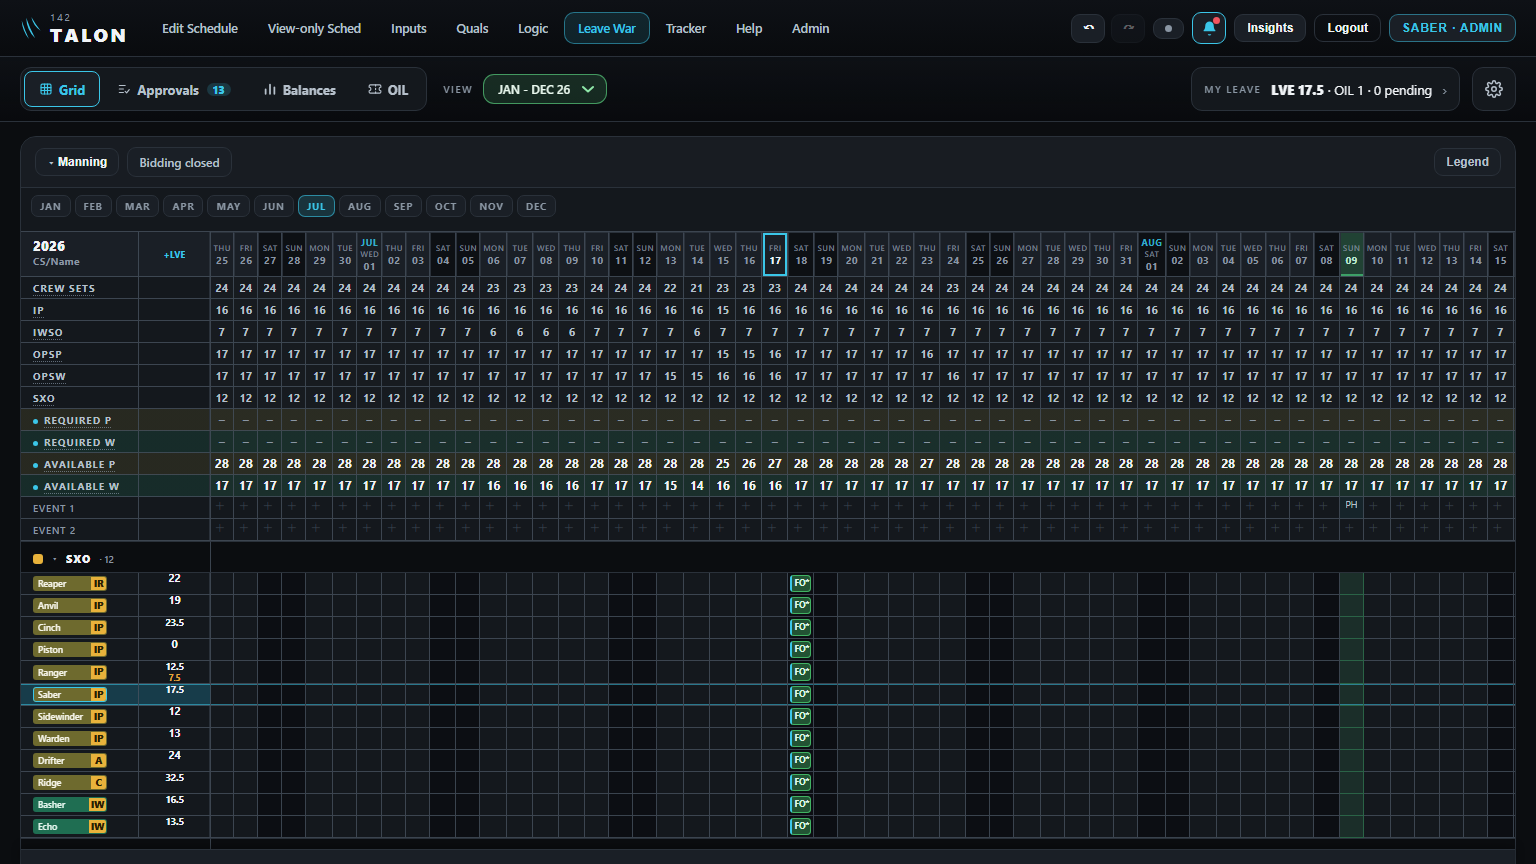 142
TALON
Edit Schedule View-only Sched Inputs Quals Logic Leave War Tracker Help Admin Insights Logout SABER · ADMIN
Grid Approvals 13 Balances OIL VIEW JAN - DEC 26 MY LEAVE LVE 17.5 · OIL 1 · 0 pending ›
Manning Bidding closed Legend
JAN FEB MAR APR MAY JUN JUL AUG SEP OCT NOV DEC
2026
CS/Name
+LVE
THU 25 FRI 26 SAT 27 SUN 28 MON 29 TUE 30 JUL WED 01 THU 02 FRI 03 SAT 04 SUN 05 MON 06 TUE 07 WED 08 THU 09 FRI 10 SAT 11 SUN 12 MON 13 TUE 14 WED 15 THU 16 FRI 17 SAT 18 SUN 19 MON 20 TUE 21 WED 22 THU 23 FRI 24 SAT 25 SUN 26 MON 27 TUE 28 WED 29 THU 30 FRI 31 AUG SAT 01 SUN 02 MON 03 TUE 04 WED 05 THU 06 FRI 07 SAT 08 SUN 09 MON 10 TUE 11 WED 12 THU 13 FRI 14 SAT 15
CREW SETS 24 24 24 24 24 24 24 24 24 24 24 23 23 23 23 24 24 24 22 21 23 23 23 24 24 24 24 24 24 23 24 24 24 24 24 24 24 24 24 24 24 24 24 24 24 24 24 24 24 24 24 24
IP 16 16 16 16 16 16 16 16 16 16 16 16 16 16 16 16 16 16 16 16 15 16 16 16 16 16 16 16 16 16 16 16 16 16 16 16 16 16 16 16 16 16 16 16 16 16 16 16 16 16 16 16
IWSO 7 7 7 7 7 7 7 7 7 7 7 6 6 6 6 7 7 7 7 6 7 7 7 7 7 7 7 7 7 7 7 7 7 7 7 7 7 7 7 7 7 7 7 7 7 7 7 7 7 7 7 7
OPSP 17 17 17 17 17 17 17 17 17 17 17 17 17 17 17 17 17 17 17 17 15 15 16 17 17 17 17 17 16 17 17 17 17 17 17 17 17 17 17 17 17 17 17 17 17 17 17 17 17 17 17 17
OPSW 17 17 17 17 17 17 17 17 17 17 17 17 17 17 17 17 17 17 15 15 16 16 16 17 17 17 17 17 17 16 17 17 17 17 17 17 17 17 17 17 17 17 17 17 17 17 17 17 17 17 17 17
SXO 12 12 12 12 12 12 12 12 12 12 12 12 12 12 12 12 12 12 12 12 12 12 12 12 12 12 12 12 12 12 12 12 12 12 12 12 12 12 12 12 12 12 12 12 12 12 12 12 12 12 12 12
REQUIRED P – – – – – – – – – – – – – – – – – – – – – – – – – – – – – – – – – – – – – – – – – – – – – – – – – – – –
REQUIRED W – – – – – – – – – – – – – – – – – – – – – – – – – – – – – – – – – – – – – – – – – – – – – – – – – – – –
AVAILABLE P 28 28 28 28 28 28 28 28 28 28 28 28 28 28 28 28 28 28 28 28 25 26 27 28 28 28 28 28 27 28 28 28 28 28 28 28 28 28 28 28 28 28 28 28 28 28 28 28 28 28 28 28
AVAILABLE W 17 17 17 17 17 17 17 17 17 17 17 16 16 16 16 17 17 17 15 14 16 16 16 17 17 17 17 17 17 17 17 17 17 17 17 17 17 17 17 17 17 17 17 17 17 17 17 17 17 17 17 17
EVENT 1 + + + + + + + + + + + + + + + + + + + + + + + + + + + + + + + + + + + + + + + + + + + + + PH + + + + + +
EVENT 2 + + + + + + + + + + + + + + + + + + + + + + + + + + + + + + + + + + + + + + + + + + + + + + + + + + + +
· SXO · 12
Reaper IR 22 FO*
Anvil IP 19 FO*
Cinch IP 23.5 FO*
Piston IP 0 FO*
Ranger IP 12.5 FO*
7.5
Saber IP 17.5 FO*
Sidewinder IP 12 FO*
Warden IP 13 FO*
Drifter A 24 FO*
Ridge C 32.5 FO*
Basher IW 16.5 FO*
Echo IW 13.5 FO*